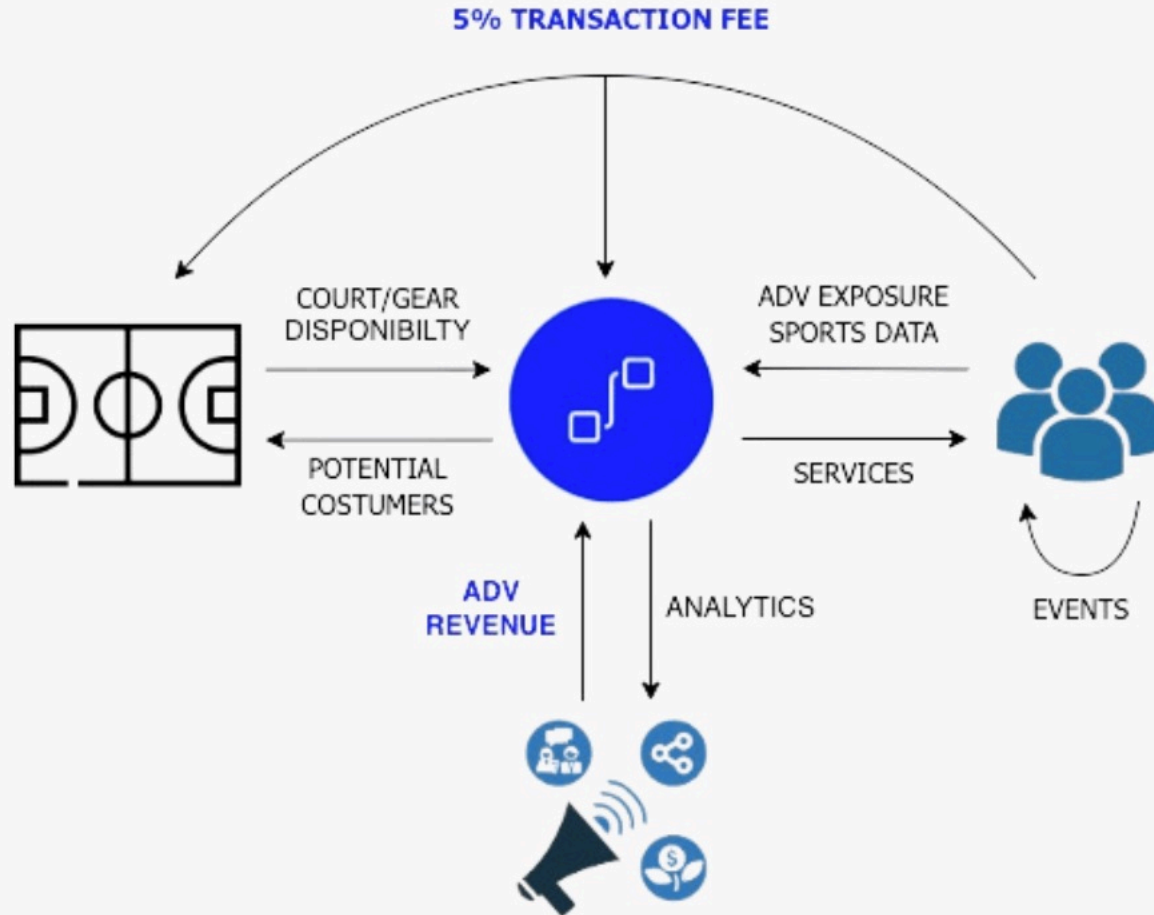 5% TRANSACTION FEE
COURT/GEAR
DISPONIBILTY
ADV EXPOSURE
SPORTS DATA
POTENTIAL
COSTUMERS
SERVICES
ADV
REVENUE
ANALYTICS
EVENTS
$